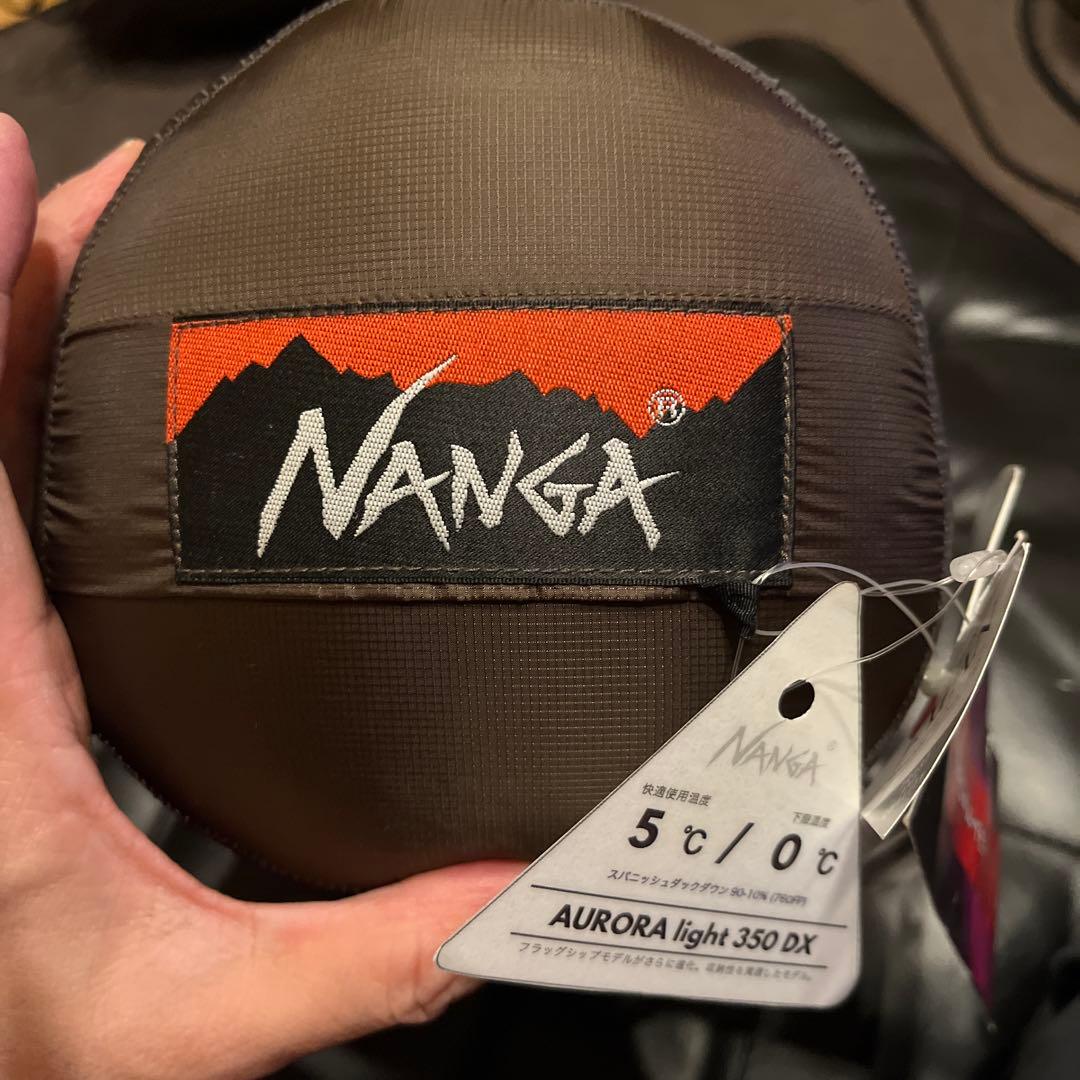 NANGA®
NANGA®
快適使用温度
下限温度
5℃ / 0℃
スパニッシュダックダウン 90-10% (760FP)
AURORA light 350 DX
フラッグシップモデルがさらに進化。収納性を見直したモデル。